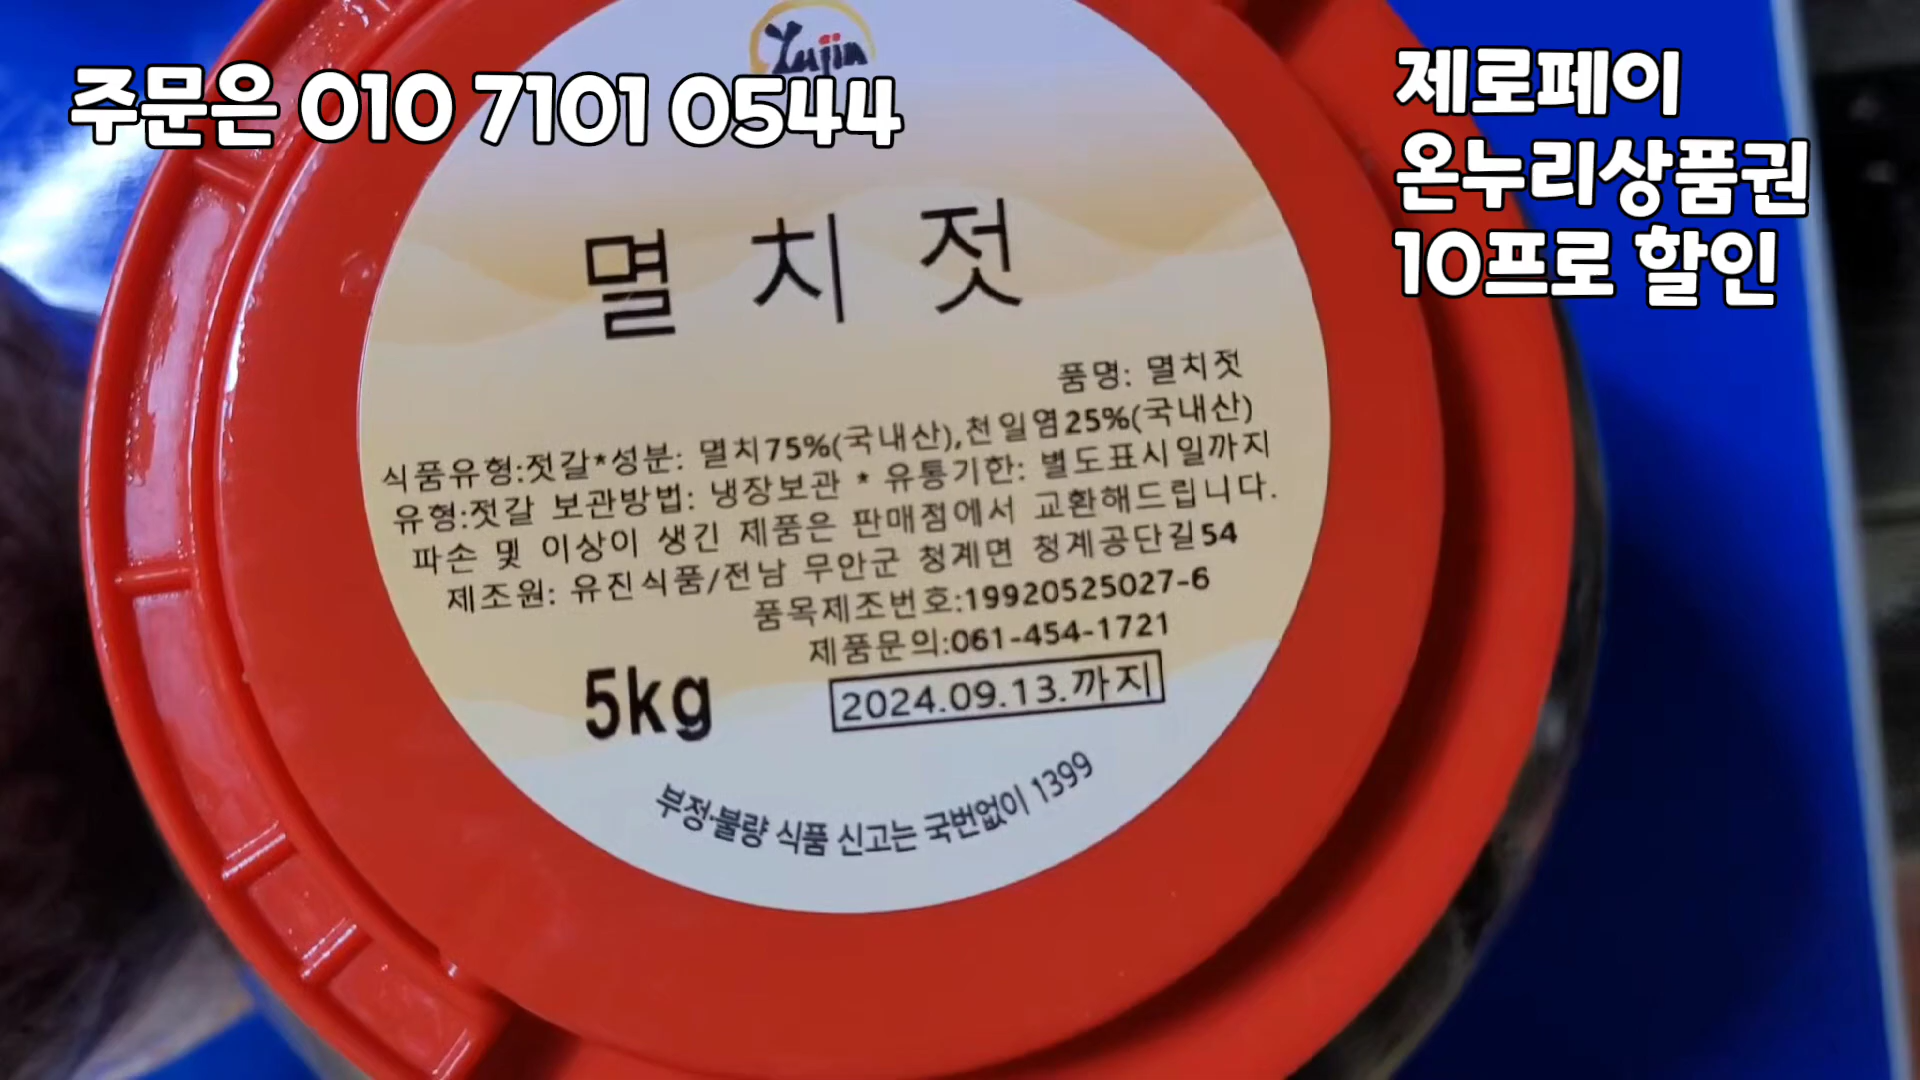 주문은 010 7101 0544
제로페이
온누리상품권
10프로 할인
Yujin
멸치젓
품명: 멸치젓
식품유형:젓갈*성분: 멸치75%(국내산),천일염25%(국내산)
유형:젓갈 보관방법: 냉장보관 * 유통기한: 별도표시일까지
파손 및 이상이 생긴 제품은 판매점에서 교환해드립니다.
제조원: 유진식품/전남 무안군 청계면 청계공단길54
품목제조번호:19920525027-6
제품문의:061-454-1721
5kg
2024.09.13.까지
부정·불량 식품 신고는 국번없이 1399